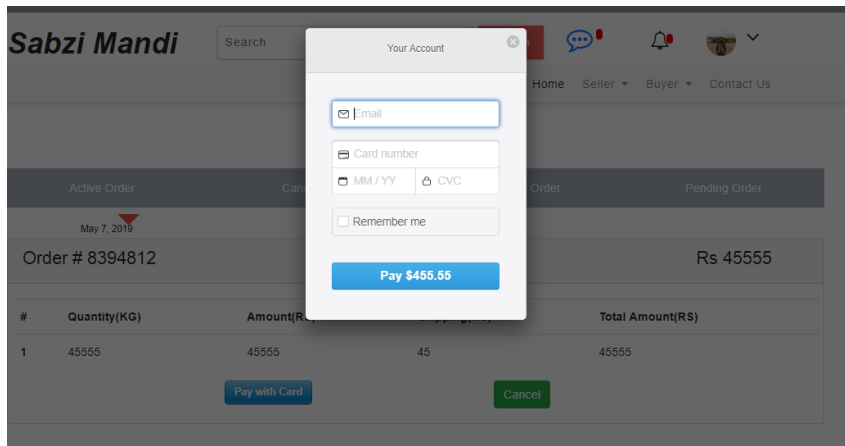 Sabzi Mandi
Search
Your Account
Home Seller Buyer Contact Us
Email
Card number
MM / YY CVC
Remember me
Pay $455.55
Active Order Order Pending Order
May 7, 2019
Order # 8394812 Rs 45555
# Quantity(KG) Total Amount(RS)
1 45555 45555 45 45555
Pay with Card Cancel